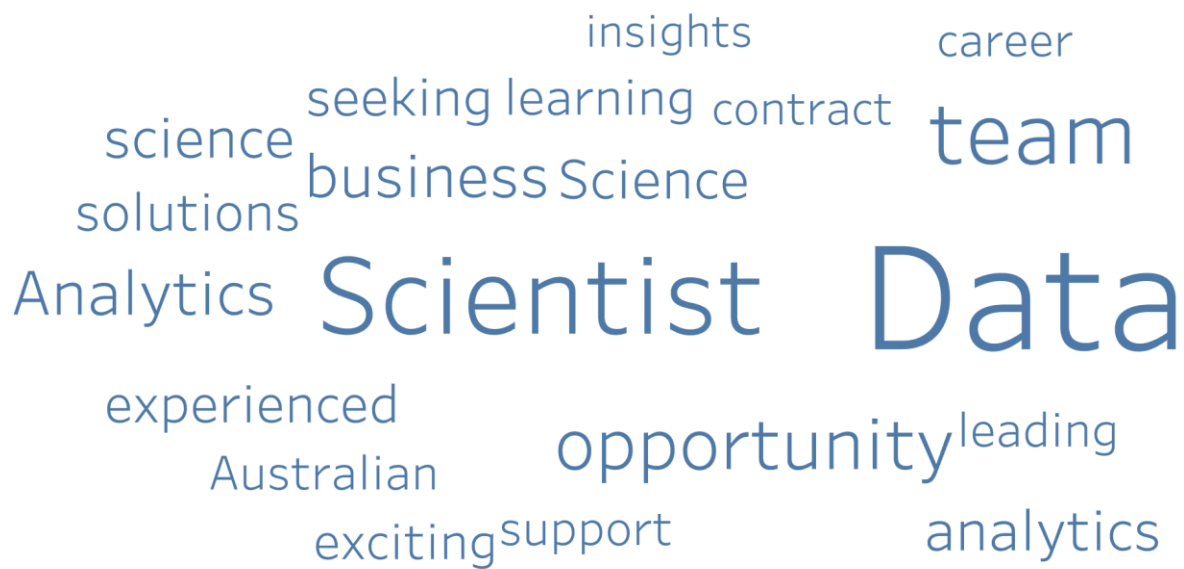 insights
career
seeking learning contract
science
team
business Science
solutions
Analytics Scientist Data
experienced
opportunity leading
Australian
exciting support analytics